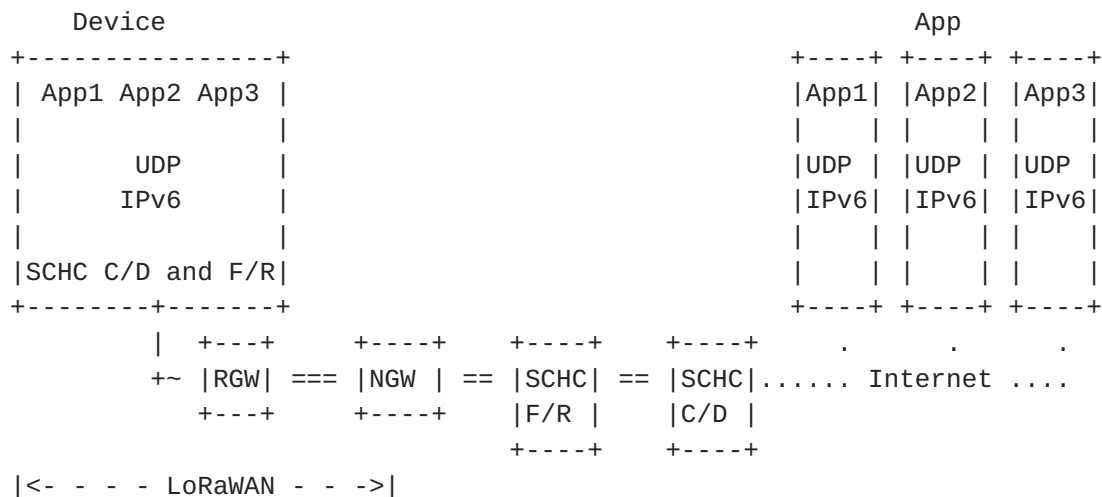 Device                                               App
+----------------+                                +----+ +----+ +----+
| App1 App2 App3 |                                |App1| |App2| |App3|
|                |                                |    | |    | |    |
|       UDP      |                                |UDP | |UDP | |UDP |
|      IPv6      |                                |IPv6| |IPv6| |IPv6|
|                |                                |    | |    | |    |
|SCHC C/D and F/R|                                |    | |    | |    |
+--------+-------+                                +----+ +----+ +----+
         |  +---+     +----+    +----+    +----+     .      .      .
         +~ |RGW| === |NGW | == |SCHC| == |SCHC|...... Internet ....
            +---+     +----+    |F/R |    |C/D |
                                +----+    +----+
|<- - - - LoRaWAN - - ->|